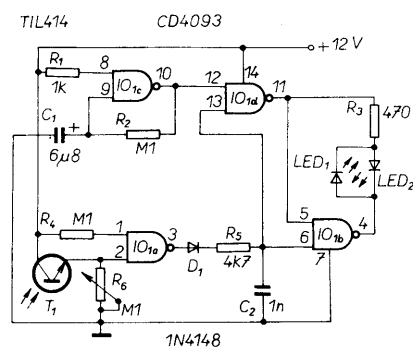 TIL414
CD4093
+12V
R1
1k
8
9
10
IO1c
12
13
14
11
IO1d
C1
+
6µ8
R2
M1
R3
470
LED1
LED2
R4
M1
1
2
3
IO1a
D1
R5
4k7
5
6
7
4
IO1b
T1
R6
M1
C2
1n
1N4148